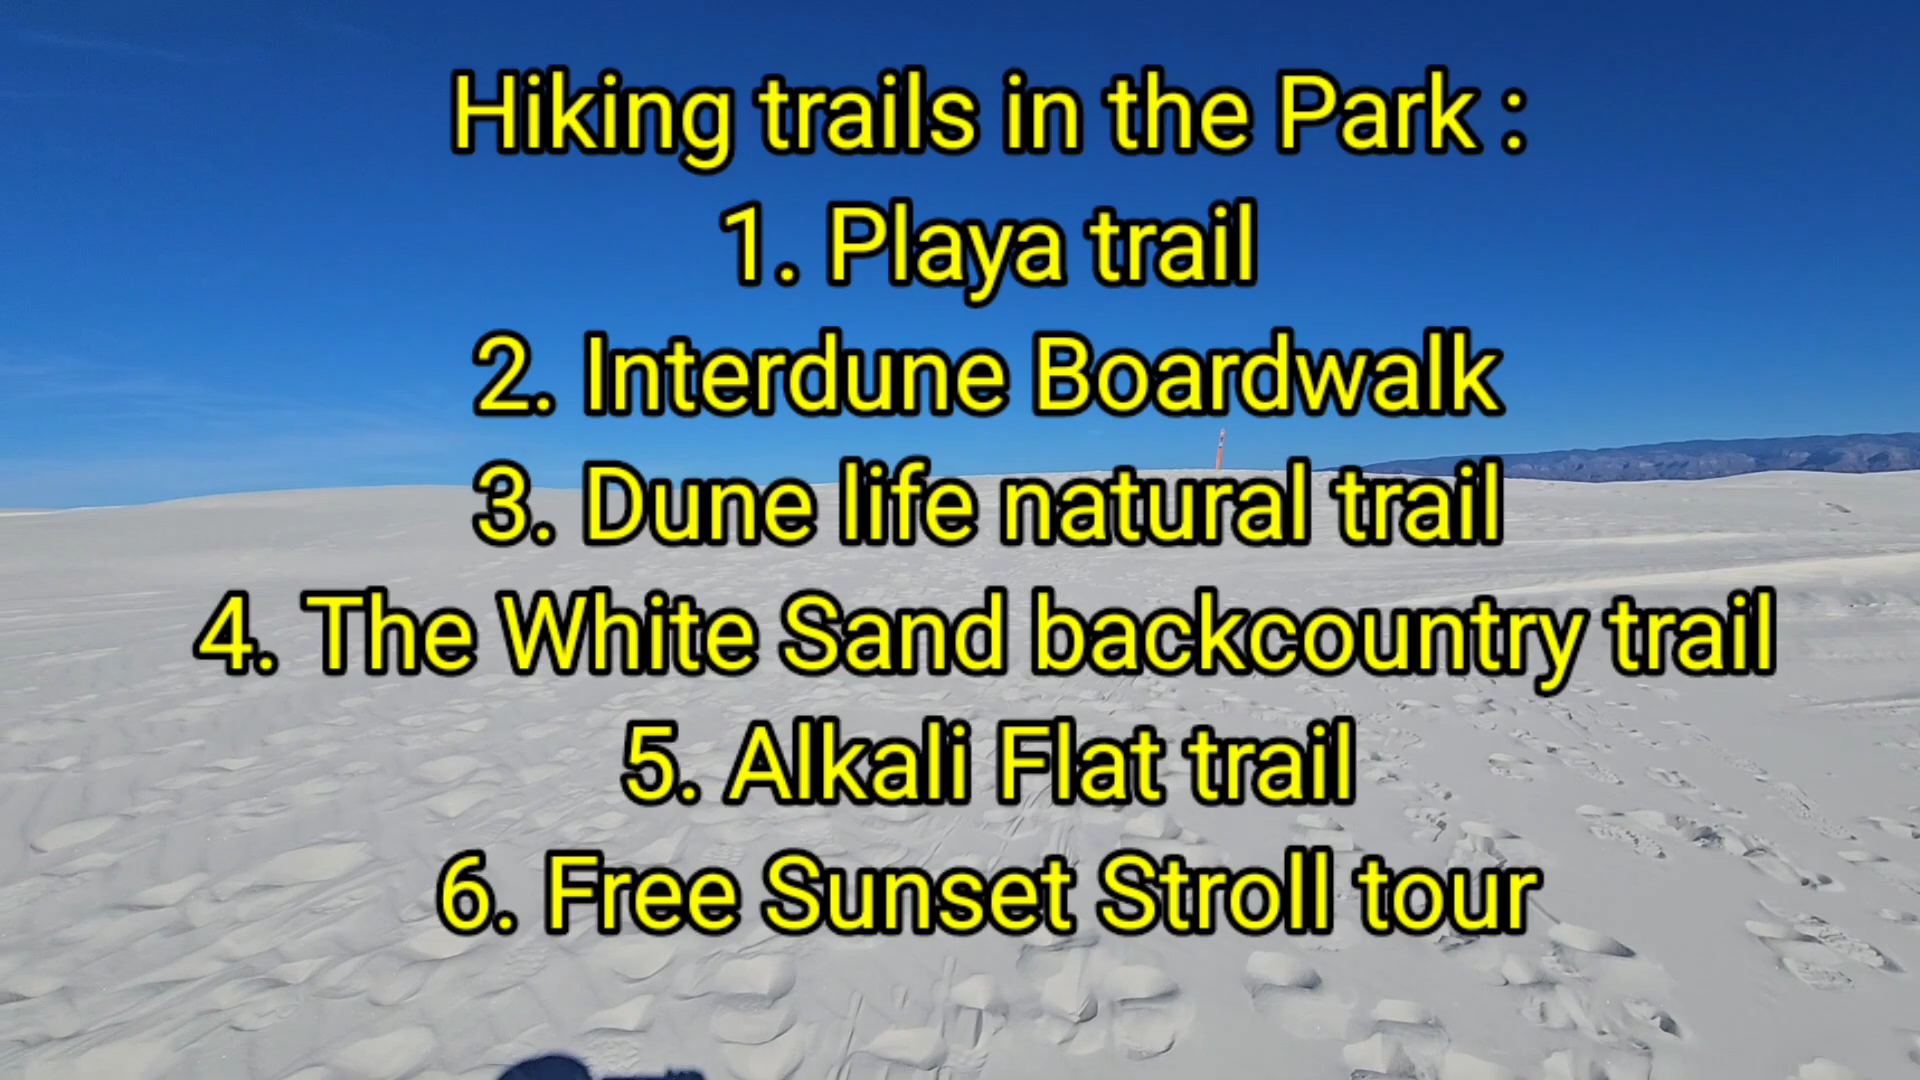 Hiking trails in the Park :
1. Playa trail
2. Interdune Boardwalk
3. Dune life natural trail
4. The White Sand backcountry trail
5. Alkali Flat trail
6. Free Sunset Stroll tour